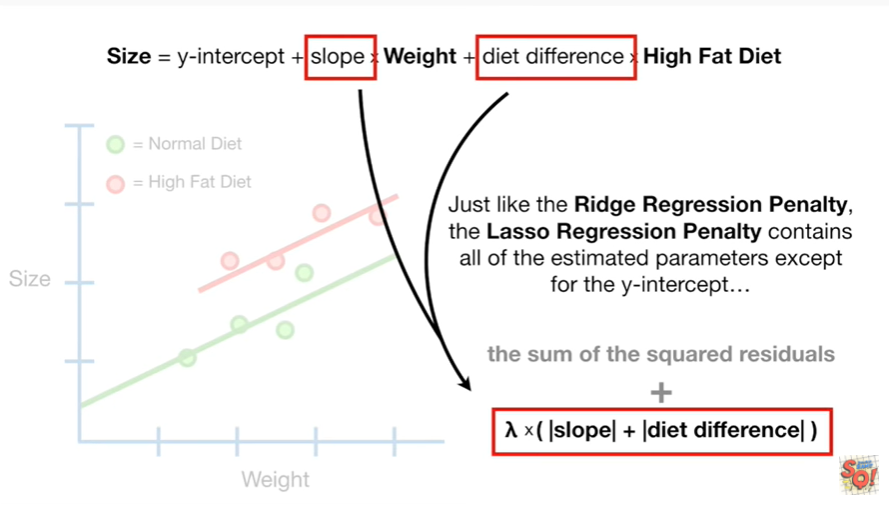 Size = y-intercept + slope x Weight + diet difference x High Fat Diet
= Normal Diet
= High Fat Diet
Just like the Ridge Regression Penalty,
the Lasso Regression Penalty contains
all of the estimated parameters except
for the y-intercept…
Size
the sum of the squared residuals
+
λ ×( |slope| + |diet difference| )
Weight
SQ!